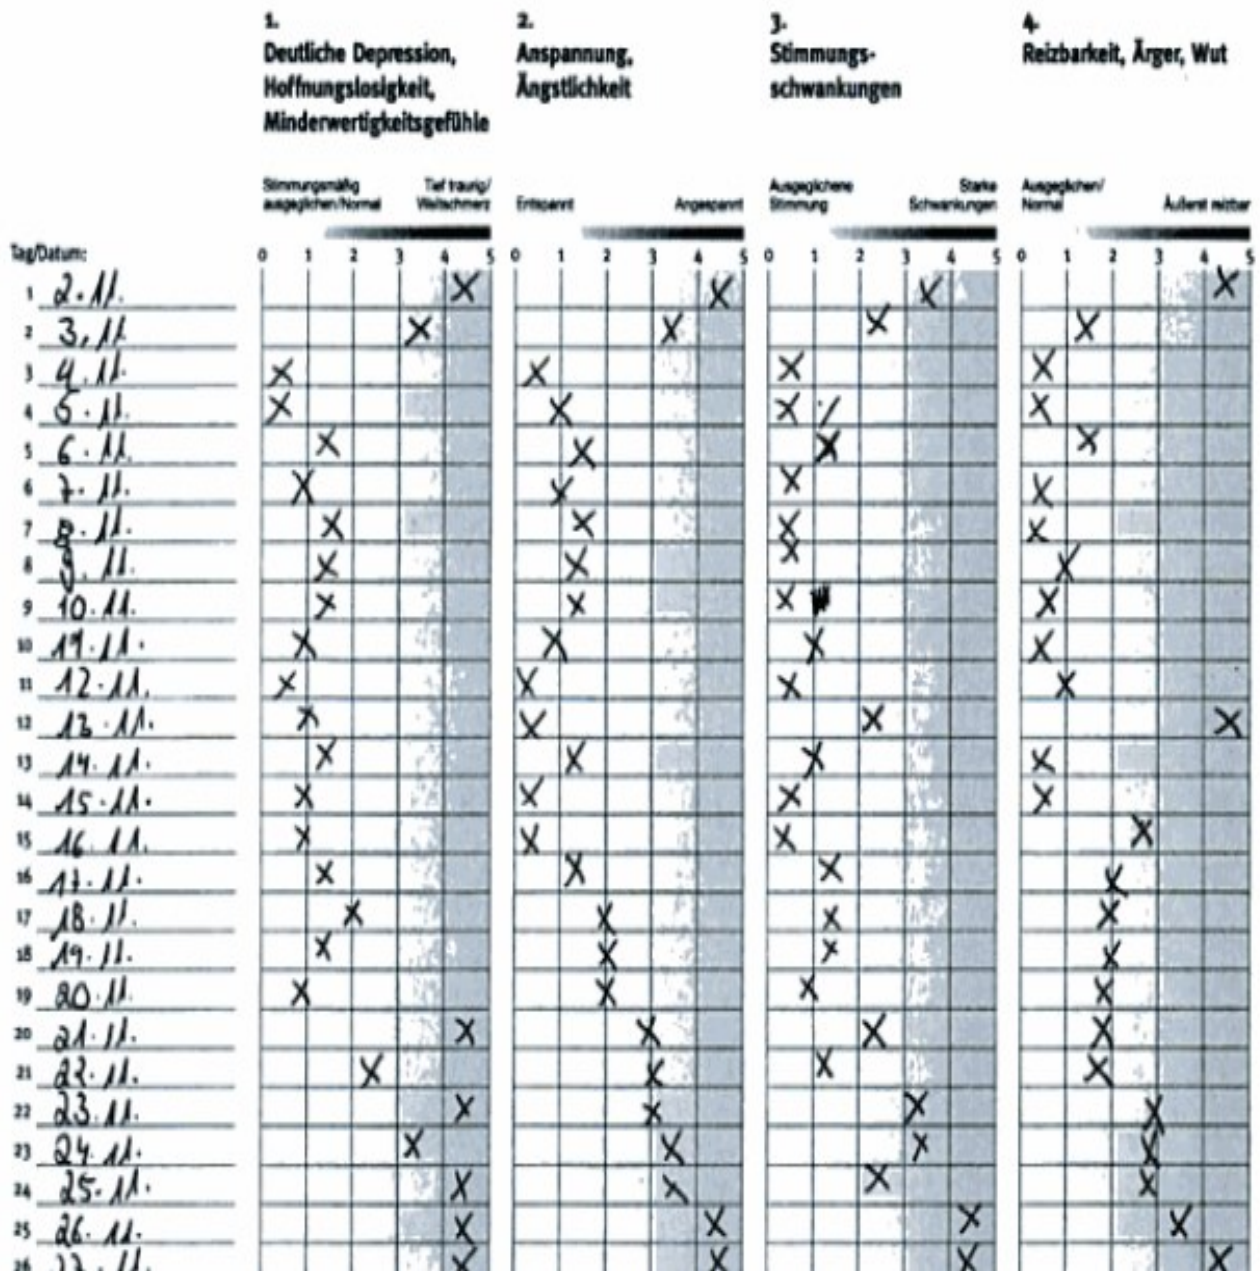 1. 2. 3. 4.
Deutliche Depression, Anspannung, Stimmungs- Reizbarkeit, Ärger, Wut
Hoffnungslosigkeit, Ängstlichkeit schwankungen
Minderwertigkeitsgefühle
Stimmungsmäßig Tief traurig/ Ausgeglichene Starke Ausgeglichen/
ausgeglichen/Normal Weltschmerz Entspannt Angespannt Stimmung Schwankungen Normal Äußerst reizbar
Tag/Datum: 0 1 2 3 4 5 0 1 2 3 4 5 0 1 2 3 4 5 0 1 2 3 4 5
1 2.11. X X X X
2 3.11 X X X X
3 4.11. X X X X
4 5.11. X X X X
5 6.11. X X X X
6 7.11. X X X X
7 8.11. X X X X
8 9.11. X X X X
9 10.11. X X X X
10 11.11. X X X X
11 12.11. X X X X
12 13.11. X X X X
13 14.11. X X X X
14 15.11. X X X X
15 16.11. X X X X
16 17.11. X X X X
17 18.11. X X X X
18 19.11. X X X X
19 20.11. X X X X
20 21.11. X X X X
21 22.11. X X X X
22 23.11. X X X X
23 24.11. X X X X
24 25.11. X X X X
25 26.11. X X X X
26 27.11. X X X X